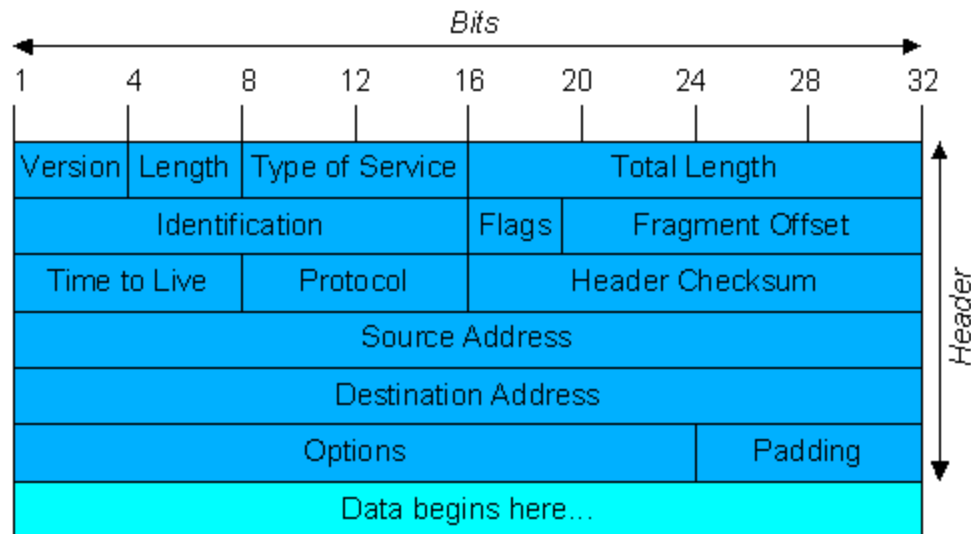 Bits
1 4 8 12 16 20 24 28 32
Version Length Type of Service Total Length
Identification Flags Fragment Offset
Time to Live Protocol Header Checksum
Source Address
Destination Address
Options Padding
Data begins here...
Header